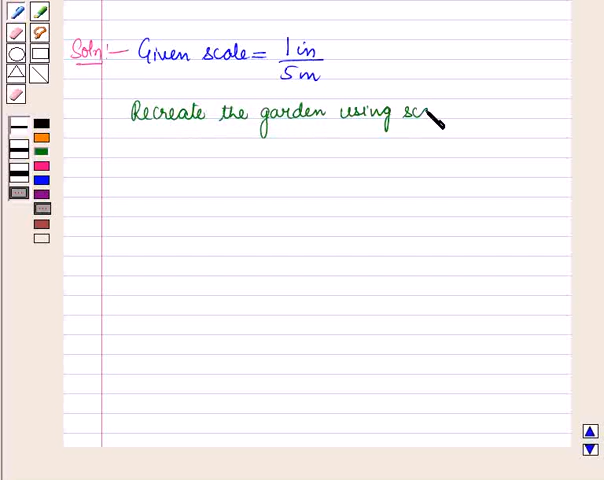 Soln:- Given scale = 1 in / 5 m
Recreate the garden using sc